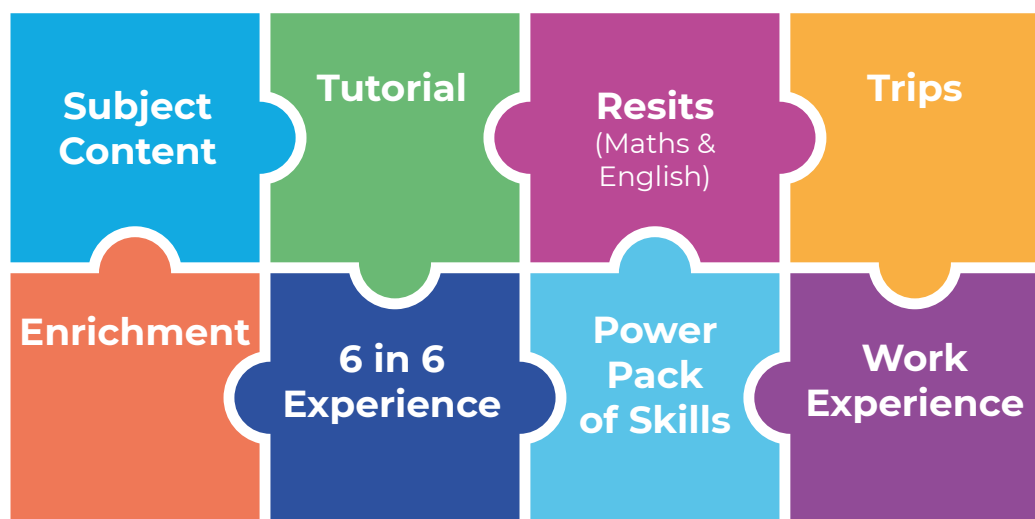 Subject
Content
Tutorial
Resits
(Maths &
English)
Trips
Enrichment
6 in 6
Experience
Power
Pack
of Skills
Work
Experience